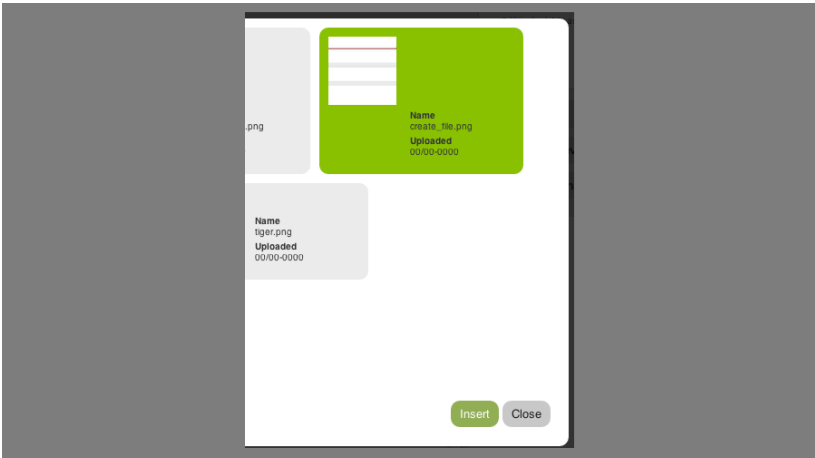 .png
Name
create_file.png
Uploaded
00/00-0000
Name
tiger.png
Uploaded
00/00-0000
Insert
Close